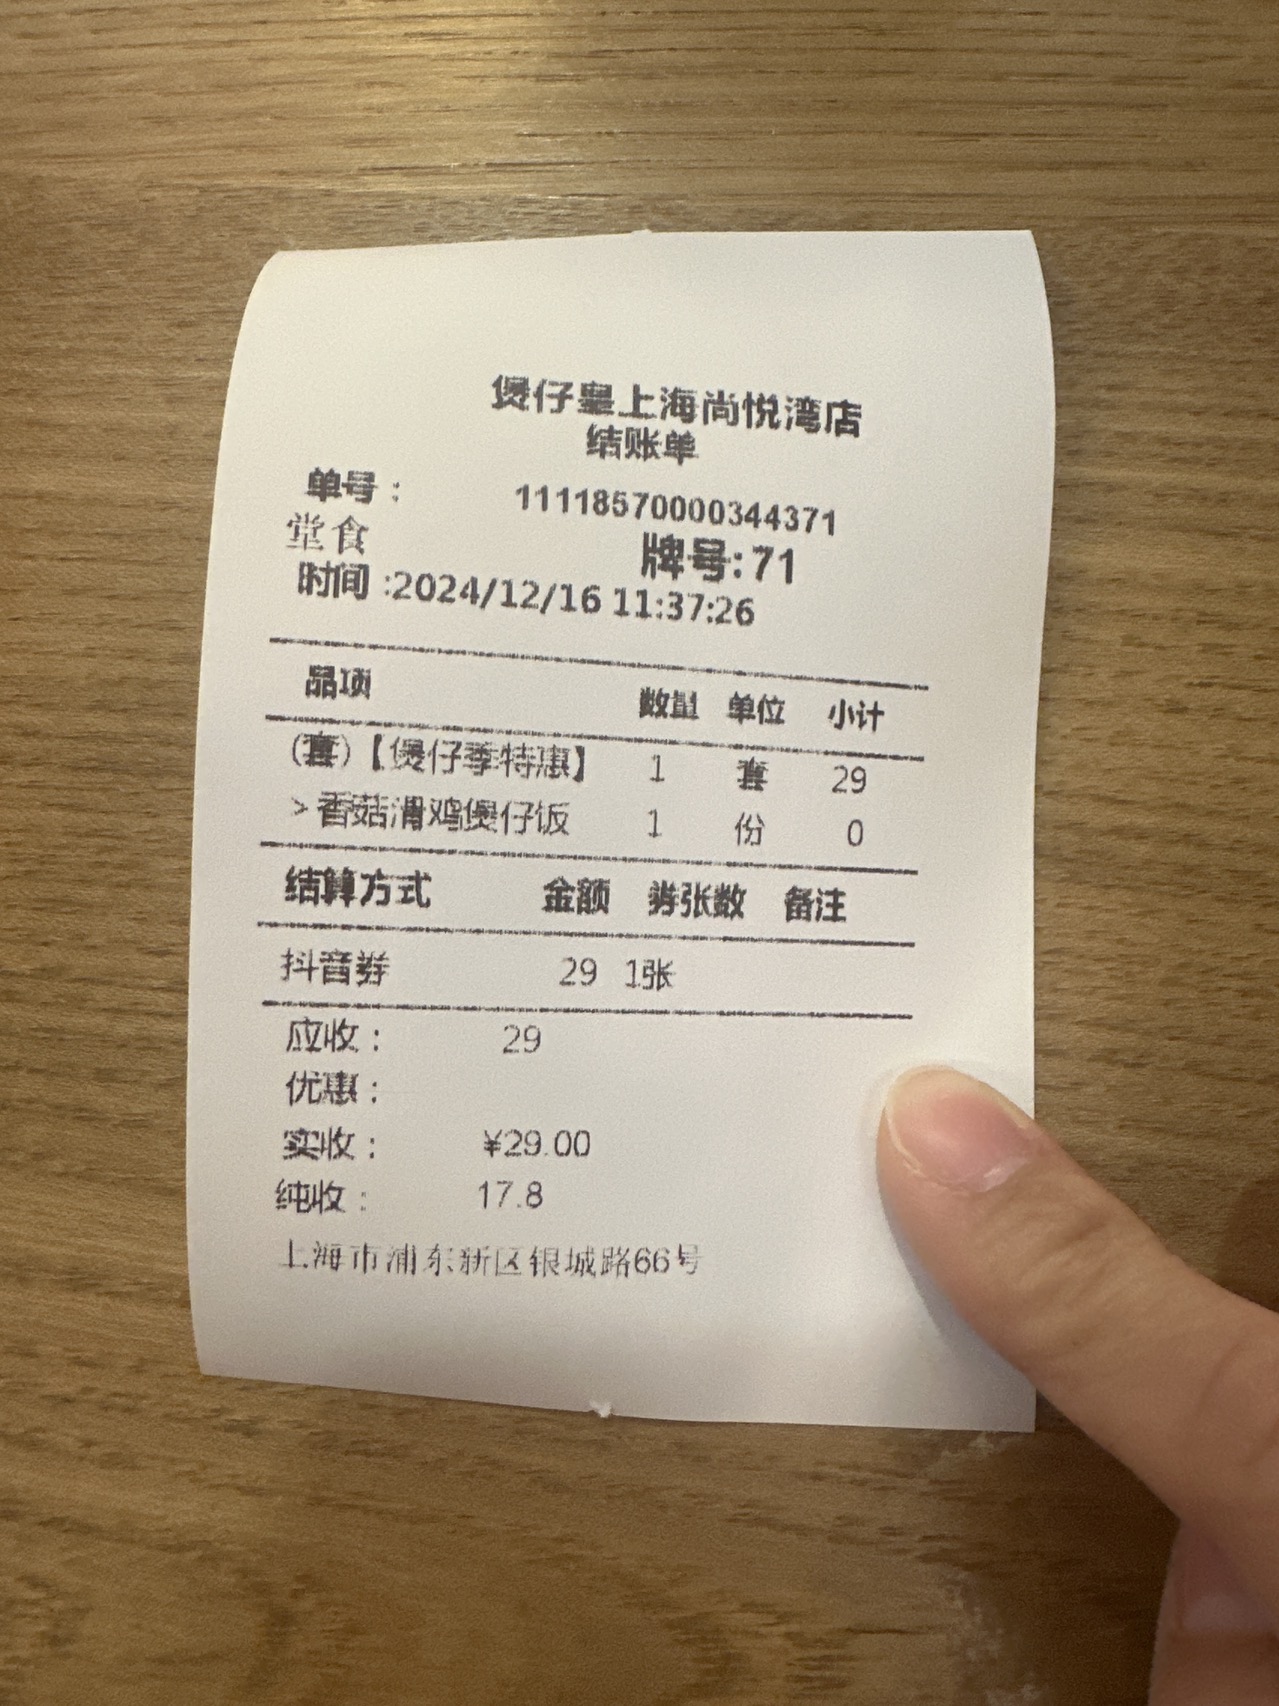 煲仔皇上海尚悦湾店
结账单
单号： 11118570000344371
堂食 牌号:71
时间:2024/12/16 11:37:26
品项 数量 单位 小计
(套)【煲仔季特惠】 1 套 29
>香菇滑鸡煲仔饭 1 份 0
结算方式 金额 券张数 备注
抖音券 29 1张
应收： 29
优惠：
实收： ¥29.00
纯收： 17.8
上海市浦东新区银城路66号